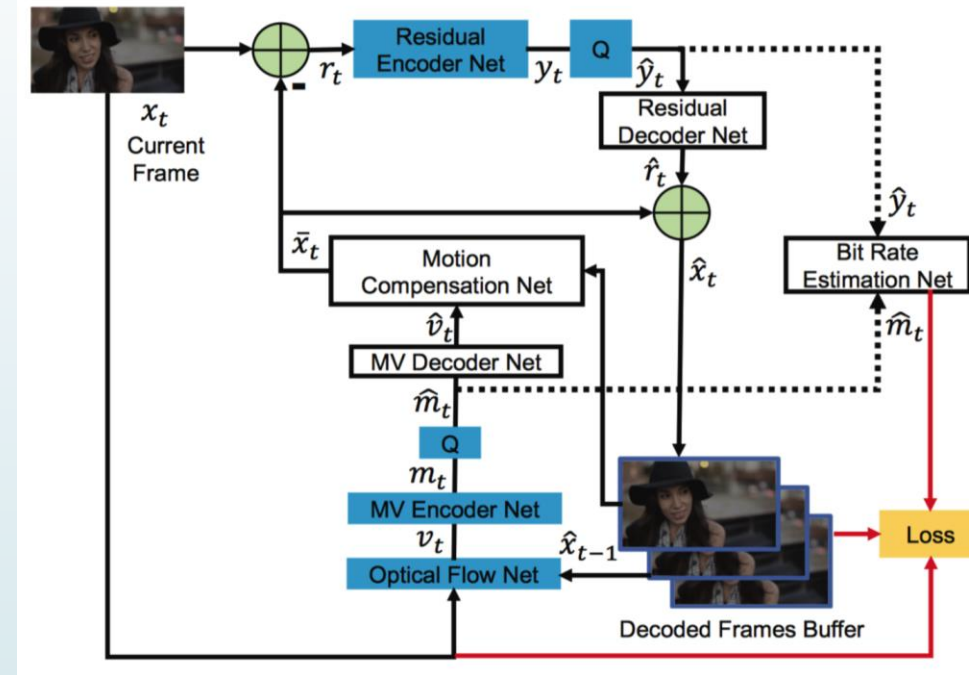 Residual
Encoder Net
Q
-
r_t
y_t
ŷ_t
x_t
Current
Frame
Residual
Decoder Net
r̂_t
ŷ_t
x̄_t
Motion
Compensation Net
x̂_t
Bit Rate
Estimation Net
v̂_t
m̂_t
MV Decoder Net
m̂_t
Q
m_t
MV Encoder Net
Loss
v_t
x̂_{t-1}
Optical Flow Net
Decoded Frames Buffer